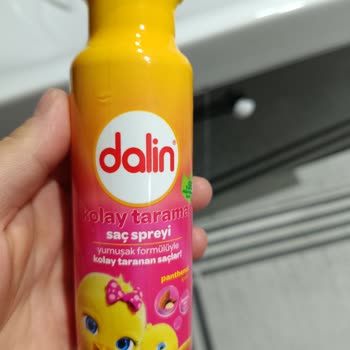 dalin
kolay tarama
saç spreyi
yumuşak formülüyle
kolay taranan saçlar!
panthenol